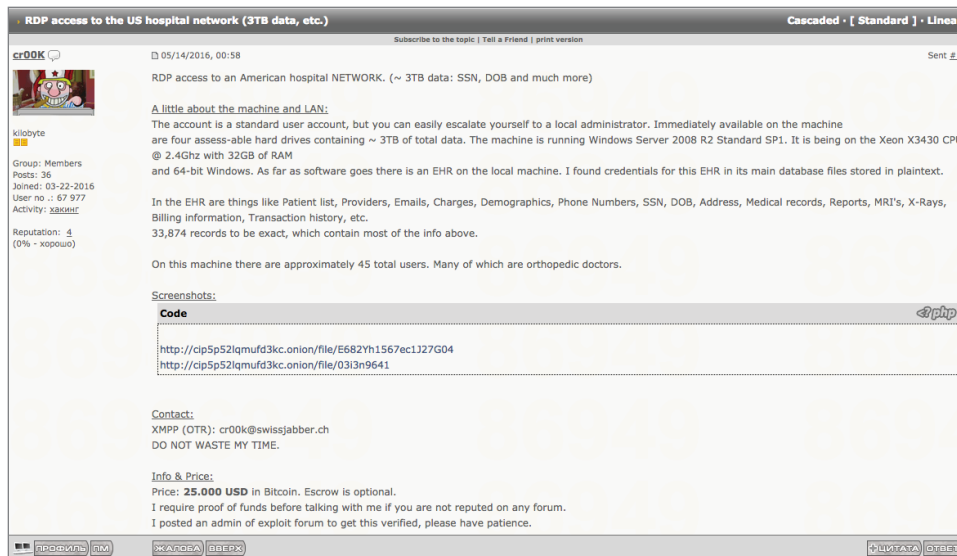 RDP access to the US hospital network (3TB data, etc.)
Cascaded · [ Standard ] · Linea
Subscribe to the topic | Tell a Friend | print version
cr00K
05/14/2016, 00:58
Sent #
kilobyte
Group: Members
Posts: 36
Joined: 03-22-2016
User no .: 67 977
Activity: хакинг
Reputation: 4
(0% - хорошо)
RDP access to an American hospital NETWORK. (~ 3TB data: SSN, DOB and much more)
A little about the machine and LAN:
The account is a standard user account, but you can easily escalate yourself to a local administrator. Immediately available on the machine
are four assess-able hard drives containing ~ 3TB of total data. The machine is running Windows Server 2008 R2 Standard SP1. It is being on the Xeon X3430 CPU
@ 2.4Ghz with 32GB of RAM
and 64-bit Windows. As far as software goes there is an EHR on the local machine. I found credentials for this EHR in its main database files stored in plaintext.
In the EHR are things like Patient list, Providers, Emails, Charges, Demographics, Phone Numbers, SSN, DOB, Address, Medical records, Reports, MRI's, X-Rays,
Billing information, Transaction history, etc.
33,874 records to be exact, which contain most of the info above.
On this machine there are approximately 45 total users. Many of which are orthopedic doctors.
Screenshots:
Code
<?php
http://cip5p52lqmufd3kc.onion/file/E682Yh1567ec1J27G04
http://cip5p52lqmufd3kc.onion/file/03i3n9641
Contact:
XMPP (OTR): cr00k@swissjabber.ch
DO NOT WASTE MY TIME.
Info & Price:
Price: 25.000 USD in Bitcoin. Escrow is optional.
I require proof of funds before talking with me if you are not reputed on any forum.
I posted an admin of exploit forum to get this verified, please have patience.
ПРОФИЛЬ
ПМ
ЖАЛОБА
ВВЕРХ
+ЦИТАТА
ОТВЕТ